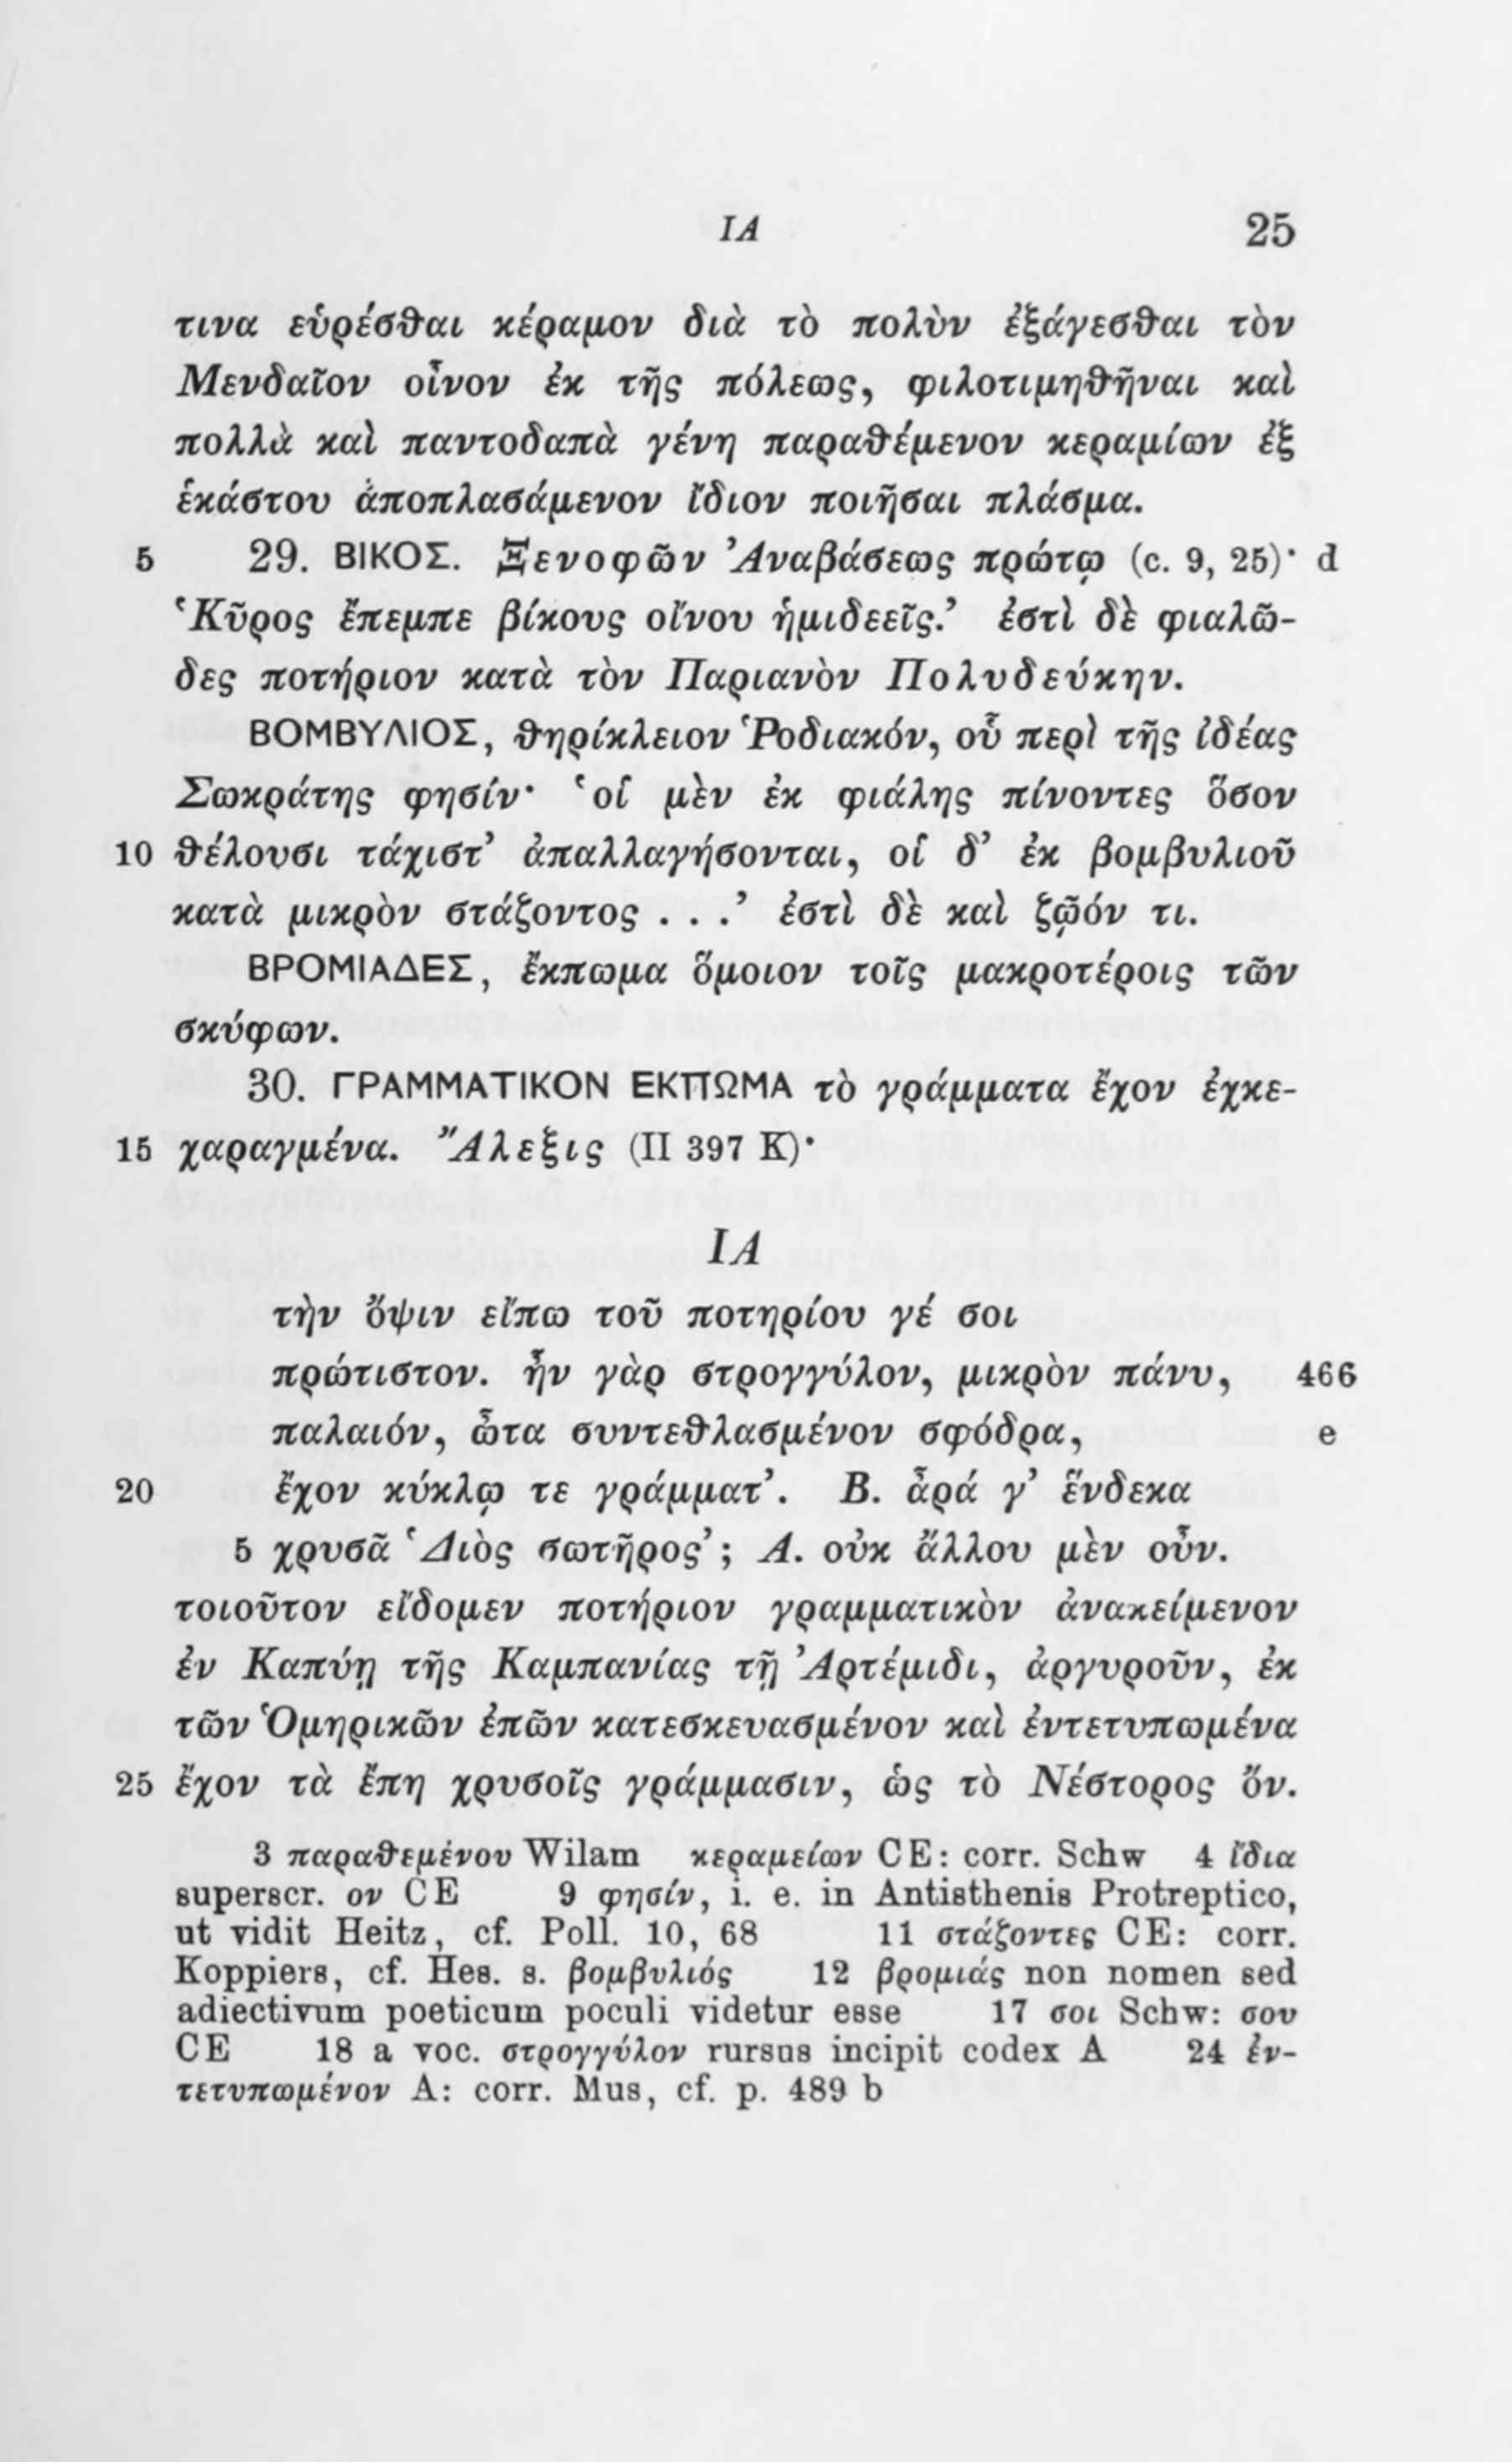 ΙΑ 25
τινα εὑρέσθαι κέραμον διὰ τὸ πολὺν ἐξάγεσθαι τὸν
Μενδαῖον οἶνον ἐκ τῆς πόλεως, φιλοτιμηθῆναι καὶ
πολλὰ καὶ παντοδαπὰ γένη παραθέμενον κεραμίων ἐξ
ἑκάστου ἀποπλασάμενον ἴδιον ποιῆσαι πλάσμα.
5 29. ΒΙΚΟΣ. Ξενοφῶν Ἀναβάσεως πρώτῳ (c. 9, 25)· d
‘Κῦρος ἔπεμπε βίκους οἴνου ἡμιδεεῖς.’ ἐστὶ δὲ φιαλῶ-
δες ποτήριον κατὰ τὸν Παριανὸν Πολυδεύκην.
ΒΟΜΒΥΛΙΟΣ, θηρίκλειον Ῥοδιακόν, οὗ περὶ τῆς ἰδέας
Σωκράτης φησίν· ‘οἱ μὲν ἐκ φιάλης πίνοντες ὅσον
10 θέλουσι τάχιστ’ ἀπαλλαγήσονται, οἱ δ’ ἐκ βομβυλιοῦ
κατὰ μικρὸν στάζοντος . . .’ ἐστὶ δὲ καὶ ζῷόν τι.
ΒΡΟΜΙΑΔΕΣ, ἔκπωμα ὅμοιον τοῖς μακροτέροις τῶν
σκύφων.
30. ΓΡΑΜΜΑΤΙΚΟΝ ΕΚΠΩΜΑ τὸ γράμματα ἔχον ἐγκε-
15 χαραγμένα. Ἄλεξις (II 397 K)·
ΙΑ
τὴν ὄψιν εἴπω τοῦ ποτηρίου γέ σοι
πρώτιστον. ἦν γὰρ στρογγύλον, μικρὸν πάνυ, 466
παλαιόν, ὦτα συντεθλασμένον σφόδρα, e
20 ἔχον κύκλῳ τε γράμματ’. Β. ἆρά γ’ ἕνδεκα
5 χρυσᾶ ‘Διὸς σωτῆρος’; Α. οὐκ ἄλλου μὲν οὖν.
τοιοῦτον εἴδομεν ποτήριον γραμματικὸν ἀνακείμενον
ἐν Καπύῃ τῆς Καμπανίας τῇ Ἀρτέμιδι, ἀργυροῦν, ἐκ
τῶν Ὁμηρικῶν ἐπῶν κατεσκευασμένον καὶ ἐντετυπωμένα
25 ἔχον τὰ ἔπη χρυσοῖς γράμμασιν, ὡς τὸ Νέστορος ὄν.
3 παραθεμένου Wilam κεραμείων CE: corr. Schw 4 ἴδια
superscr. ον CE 9 φησίν, i. e. in Antisthenis Protreptico,
ut vidit Heitz, cf. Poll. 10, 68 11 στάζοντες CE: corr.
Koppiers, cf. Hes. s. βομβυλιός 12 βρομιάς non nomen sed
adiectivum poeticum poculi videtur esse 17 σοι Schw: σου
CE 18 a voc. στρογγύλον rursus incipit codex A 24 ἐν-
τετυπωμένον A: corr. Mus, cf. p. 489 b